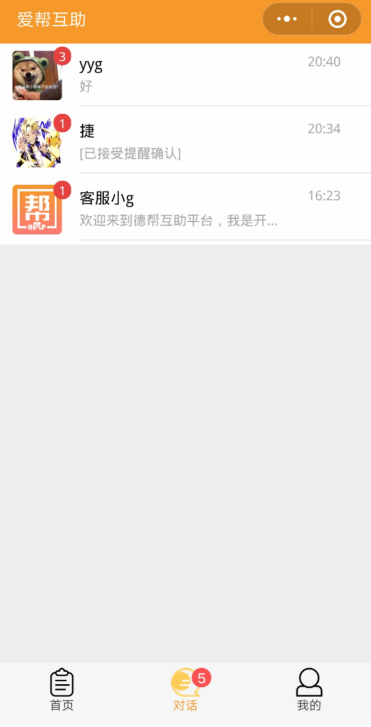 爱帮互助
3
yyg
20:40
好
1
捷
20:34
[已接受提醒确认]
1
帮
HELP
客服小g
16:23
欢迎来到德帮互助平台，我是开...
5
首页
对话
我的